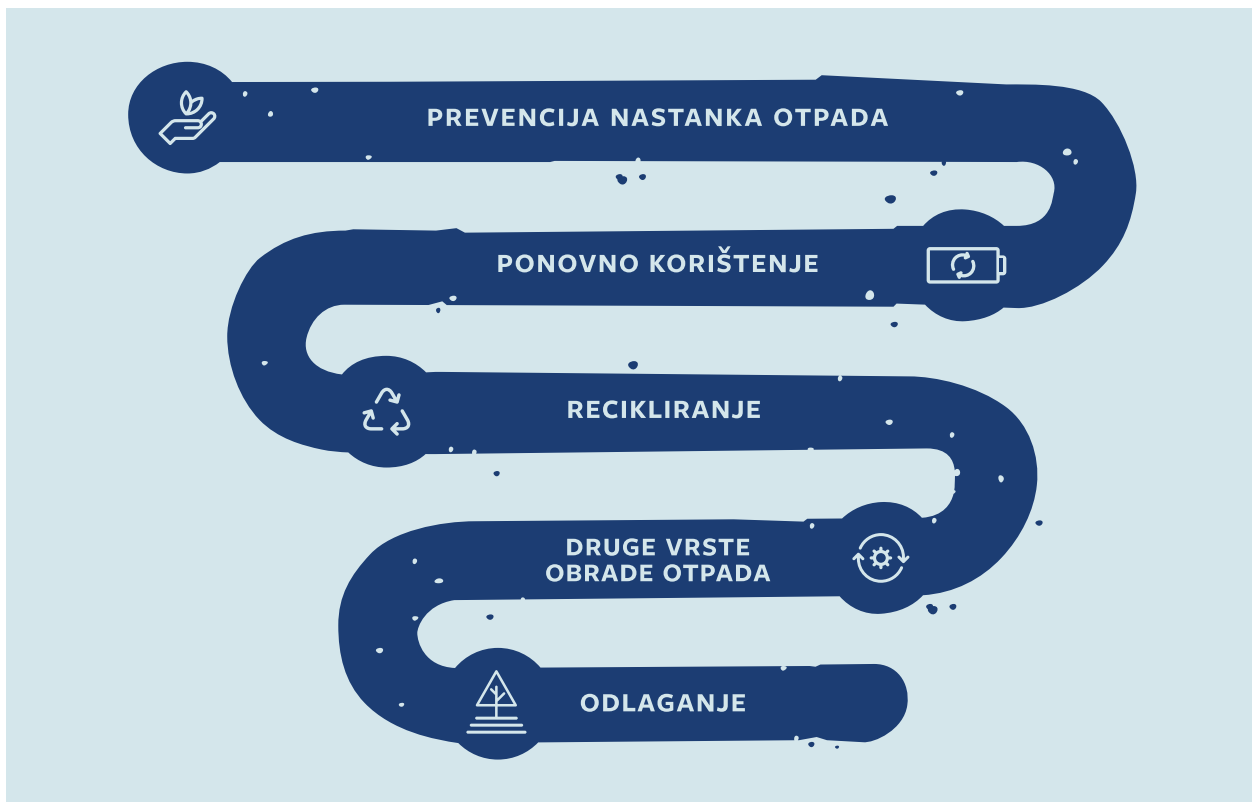 PREVENCIJA NASTANKA OTPADA
PONOVNO KORIŠTENJE
RECIKLIRANJE
DRUGE VRSTE
OBRADE OTPADA
ODLAGANJE